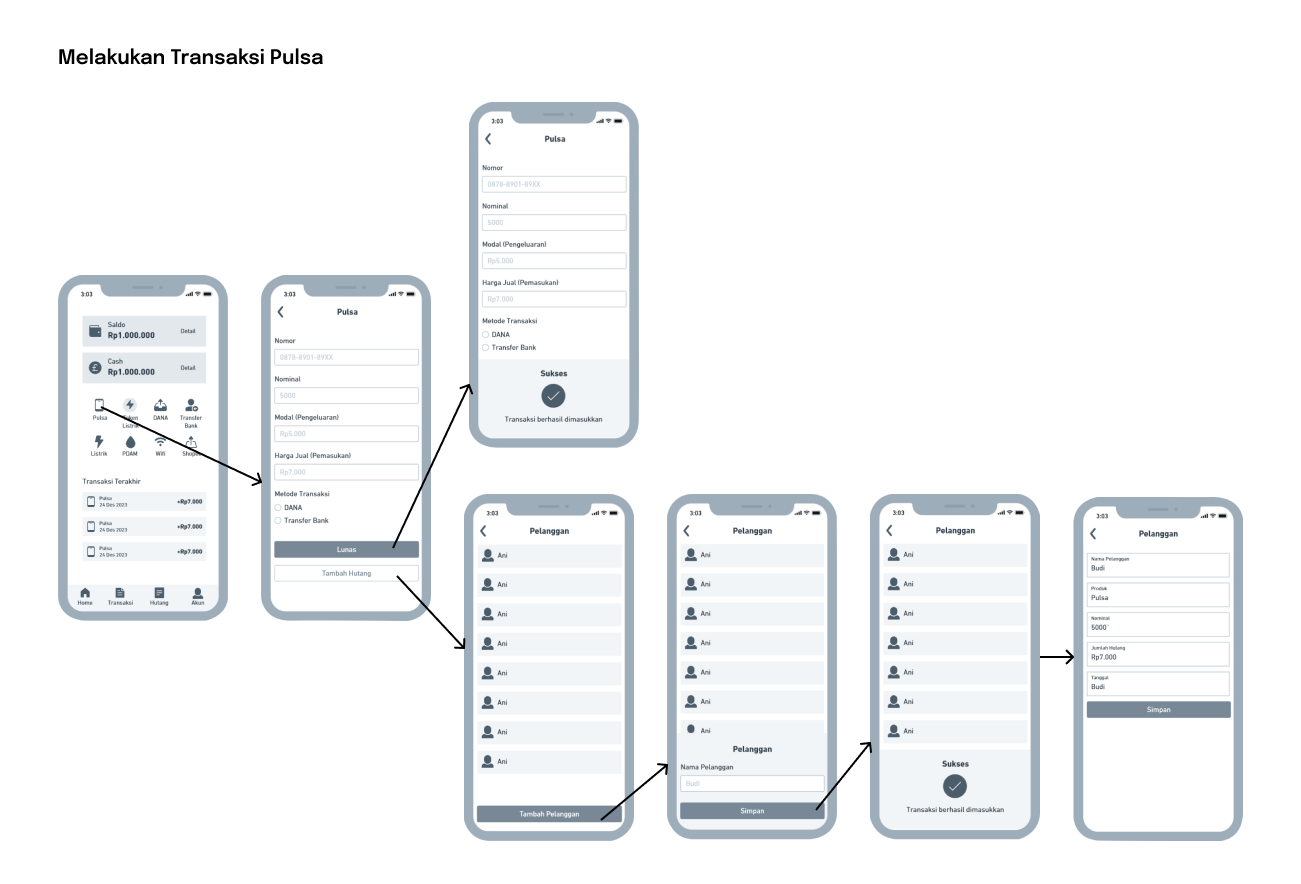 Melakukan Transaksi Pulsa
3:03
Saldo
Rp1.000.000
Detail
Cash
Rp1.000.000
Detail
Pulsa
Token Listrik
DANA
Transfer Bank
Listrik
PDAM
Wifi
Shopee
Transaksi Terakhir
Pulsa
24 Des 2023
+Rp7.000
Pulsa
24 Des 2023
+Rp7.000
Pulsa
24 Des 2023
+Rp7.000
Home
Transaksi
Hutang
Akun
3:03
Pulsa
Nomor
0878-8901-89XX
Nominal
5000
Modal (Pengeluaran)
Rp5.000
Harga Jual (Pemasukan)
Rp7.000
Metode Transaksi
DANA
Transfer Bank
Lunas
Tambah Hutang
3:03
Pulsa
Nomor
0878-8901-89XX
Nominal
5000
Modal (Pengeluaran)
Rp5.000
Harga Jual (Pemasukan)
Rp7.000
Metode Transaksi
DANA
Transfer Bank
Sukses
Transaksi berhasil dimasukkan
3:03
Pelanggan
Ani
Ani
Ani
Ani
Ani
Ani
Ani
Ani
Tambah Pelanggan
3:03
Pelanggan
Ani
Ani
Ani
Ani
Ani
Ani
Ani
Pelanggan
Nama Pelanggan
Budi
Simpan
3:03
Pelanggan
Ani
Ani
Ani
Ani
Ani
Ani
Ani
Sukses
Transaksi berhasil dimasukkan
3:03
Pelanggan
Nama Pelanggan
Budi
Produk
Pulsa
Nominal
5000`
Jumlah Hutang
Rp7.000
Tanggal
Budi
Simpan